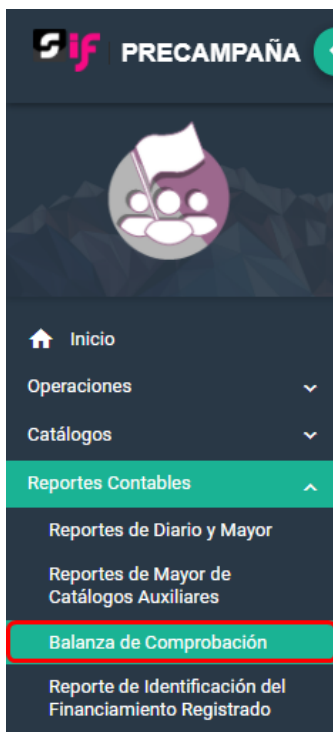 Sif PRECAMPAÑA
Inicio
Operaciones
Catálogos
Reportes Contables
Reportes de Diario y Mayor
Reportes de Mayor de
Catálogos Auxiliares
Balanza de Comprobación
Reporte de Identificación del
Financiamiento Registrado